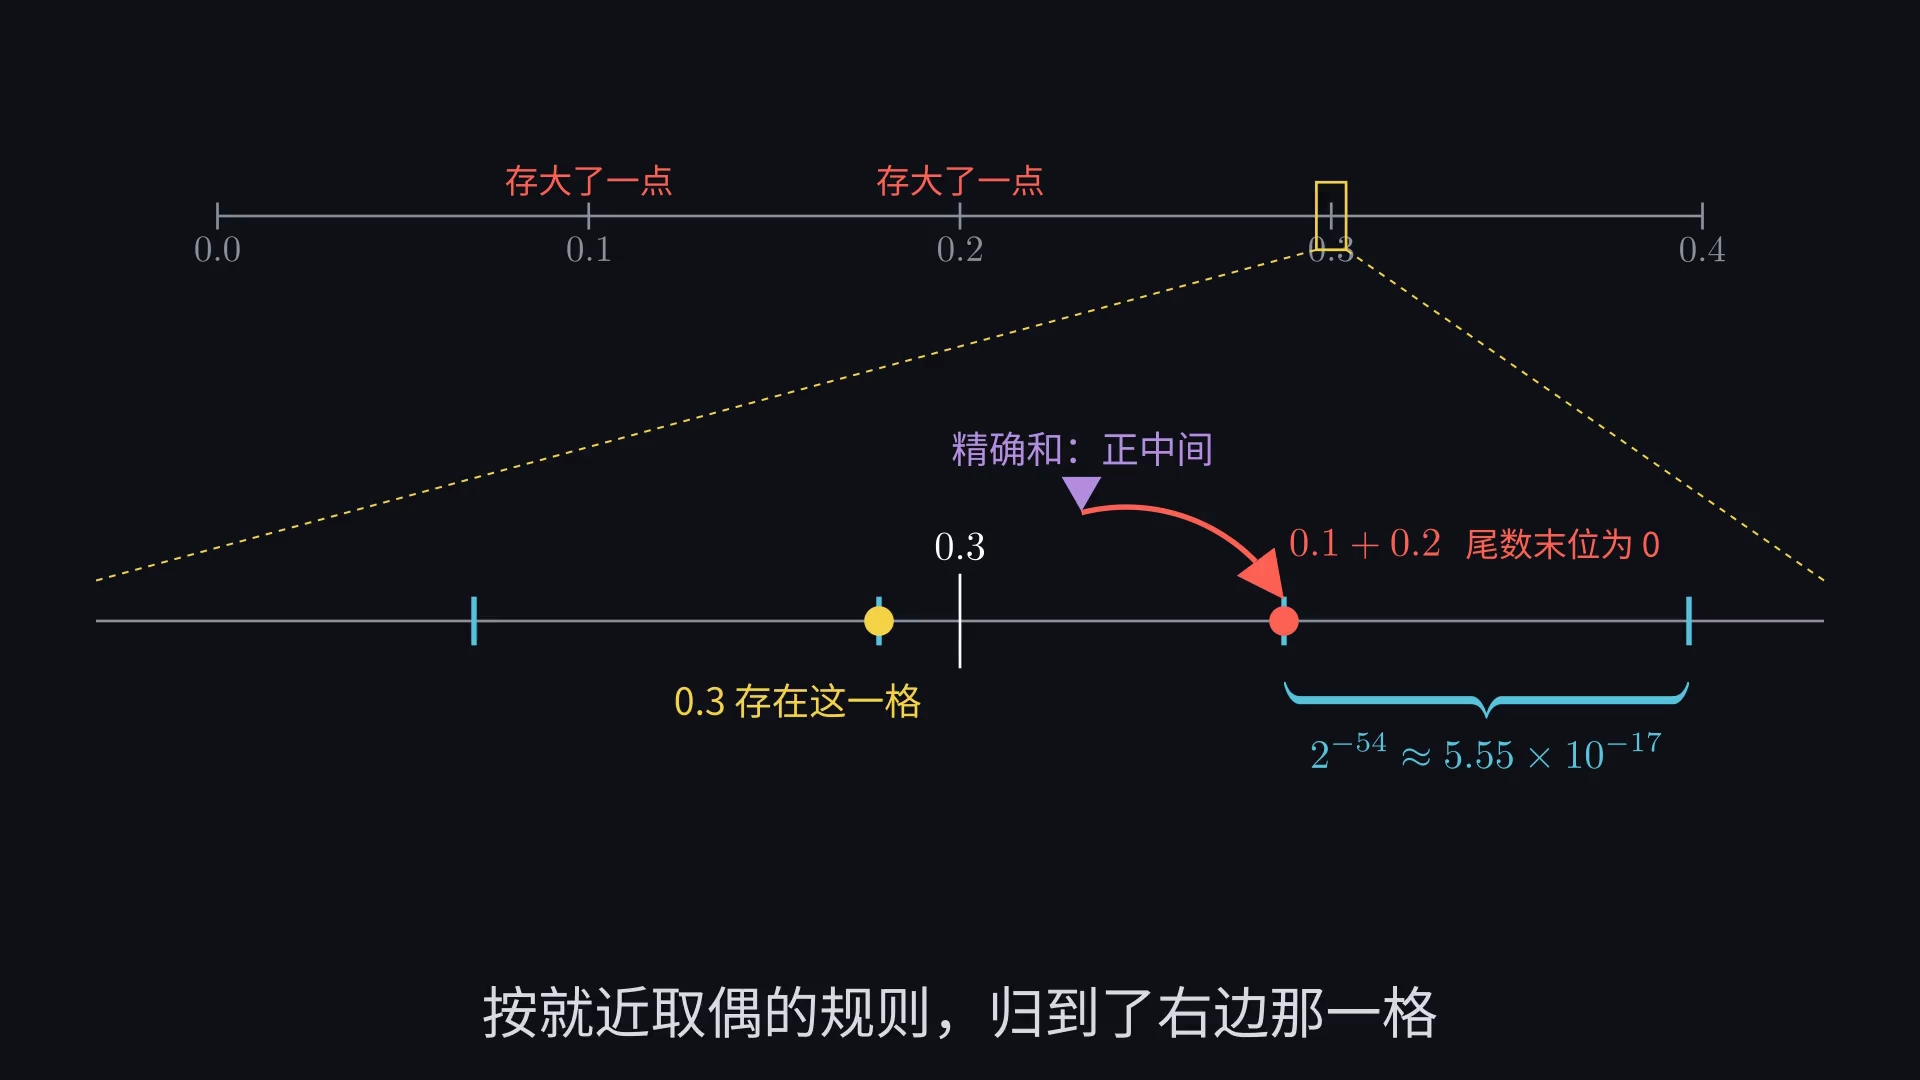 存大了一点 存大了一点
0.0 0.1 0.2 0.3 0.4
精确和：正中间
0.3
0.1 + 0.2 尾数末位为 0
0.3 存在这一格
2⁻⁵⁴ ≈ 5.55 × 10⁻¹⁷
按就近取偶的规则，归到了右边那一格